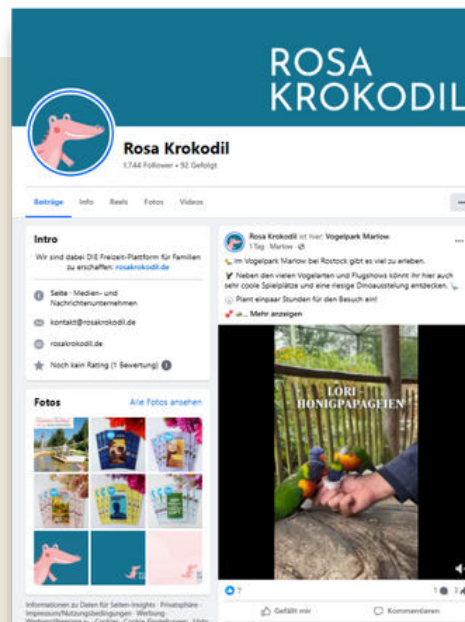 ROSA
KROKODIL
Rosa Krokodil
1.744 Follower • 92 Gefolgt
Beiträge Info Reels Fotos Videos
Intro
Wir sind dabei DIE Freizeit-Plattform für Familien
zu erschaffen: rosakrokodil.de
Seite · Medien- und
Nachrichtenunternehmen
kontakt@rosakrokodil.de
rosakrokodil.de
Noch kein Rating (1 Bewertung)
Fotos Alle Fotos ansehen
Informationen zu Daten für Seiten-Insights · Privatsphäre ·
Impressum/Nutzungsbedingungen · Werbung ·
Rosa Krokodil ist hier: Vogelpark Marlow.
1 Tag · Marlow ·
Im Vogelpark Marlow bei Rostock gibt es viel zu erleben.
Neben den vielen Vogelarten und Flugshows könnt ihr hier auch
sehr coole Spielplätze und eine riesige Dinoausstellung entdecken.
Plant einpaar Stunden für den Besuch ein!
... Mehr anzeigen
LORI -
HONIGPAPAGEIEN
7
1
3
Gefällt mir Kommentieren